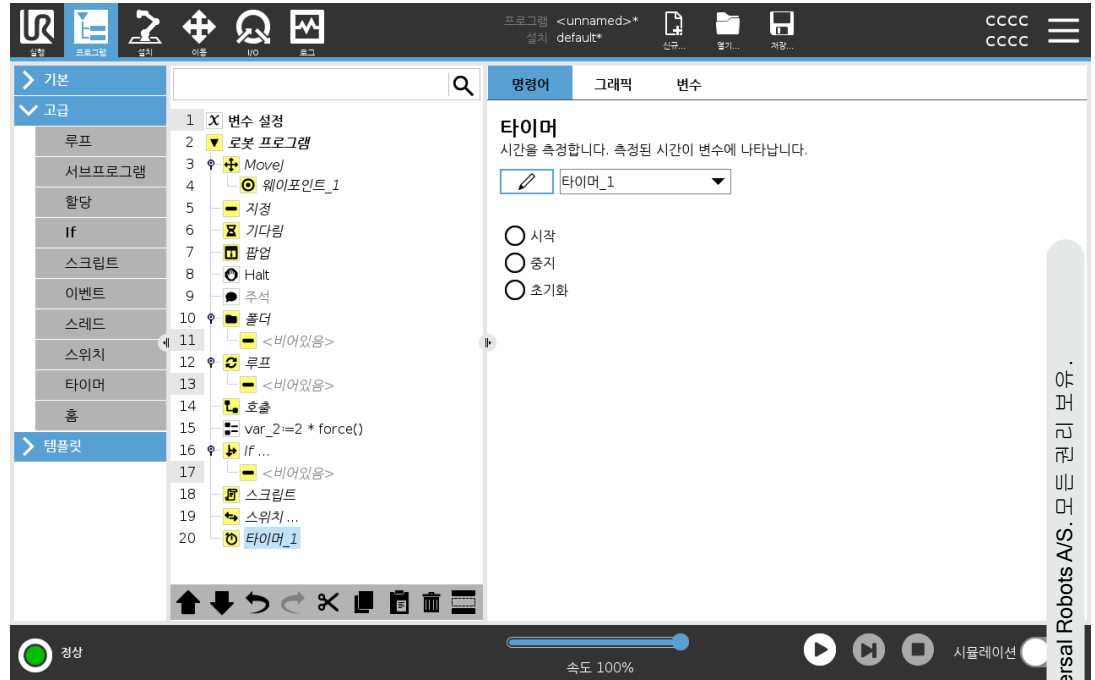 UR
실행
프로그램
설치
이동
I/O
로그
프로그램 <unnamed>*
설치 default*
신규...
열기...
저장...
CCCC
CCCC
기본
고급
루프
서브프로그램
할당
If
스크립트
이벤트
스레드
스위치
타이머
홈
템플릿
1 X 변수 설정
2 로봇 프로그램
3 MoveJ
4 웨이포인트_1
5 지정
6 기다림
7 팝업
8 Halt
9 주석
10 폴더
11 <비어있음>
12 루프
13 <비어있음>
14 호출
15 var_2:=2 * force()
16 If ...
17 <비어있음>
18 스크립트
19 스위치 ...
20 타이머_1
명령어 그래픽 변수
타이머
시간을 측정합니다. 측정된 시간이 변수에 나타납니다.
타이머_1
시작
중지
초기화
정상
속도 100%
시뮬레이션
ersal Robots A/S. 모든 권리 보유.